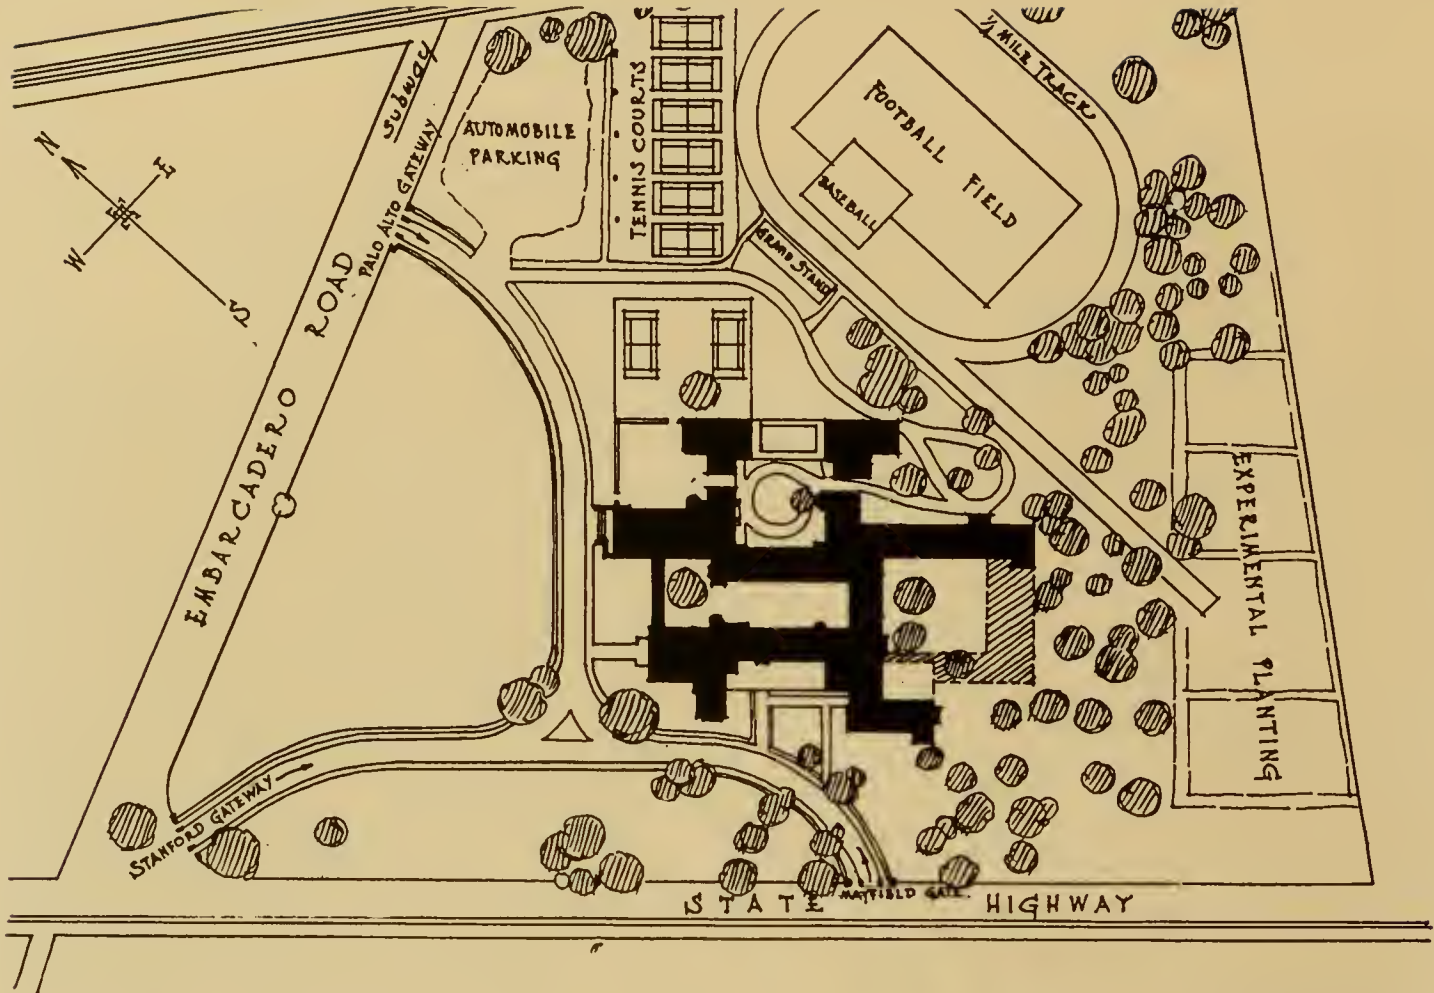 Subway
AUTOMOBILE
PARKING
TENNIS COURTS
1/4 MILE TRACK
FOOTBALL FIELD
BASEBALL
GRAND STAND
N
E
W
S
PALO ALTO GATEWAY
EMBARCADERO ROAD
EXPERIMENTAL PLANTING
STANFORD GATEWAY
MAYFIELD GATE.
STATE HIGHWAY